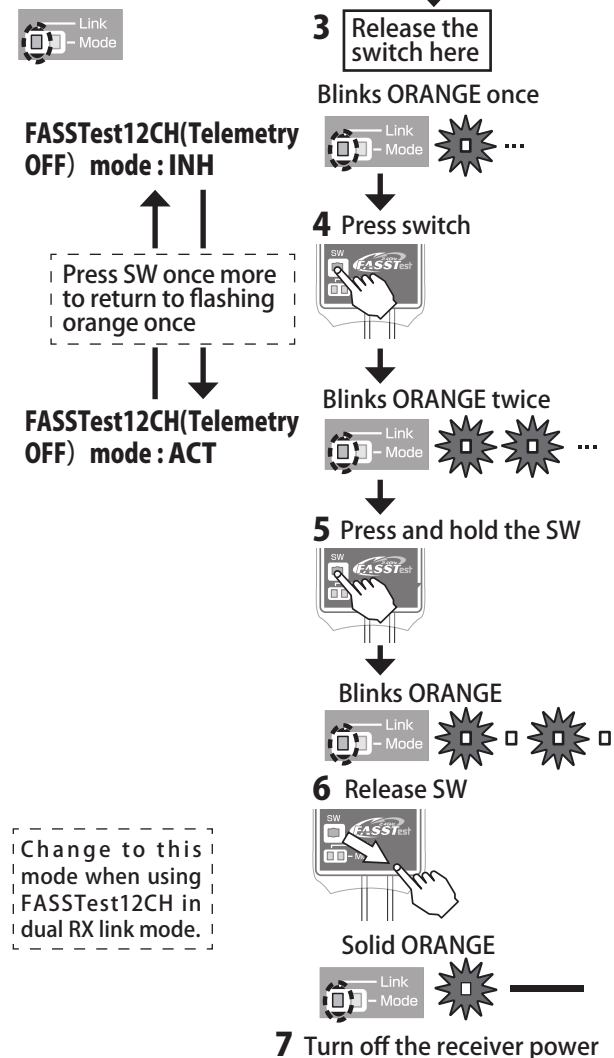 Link
Mode
3 Release the
switch here
Blinks ORANGE once
Link
Mode
...
FASSTest12CH(Telemetry
OFF）mode : INH
4 Press switch
SW
FASSTest
Press SW once more
to return to flashing
orange once
Blinks ORANGE twice
Link
Mode
...
FASSTest12CH(Telemetry
OFF）mode : ACT
5 Press and hold the SW
SW
FASSTest
Blinks ORANGE
Link
Mode
6 Release SW
SW
FASSTest
Change to this
mode when using
FASSTest12CH in
dual RX link mode.
Solid ORANGE
Link
Mode
7 Turn off the receiver power